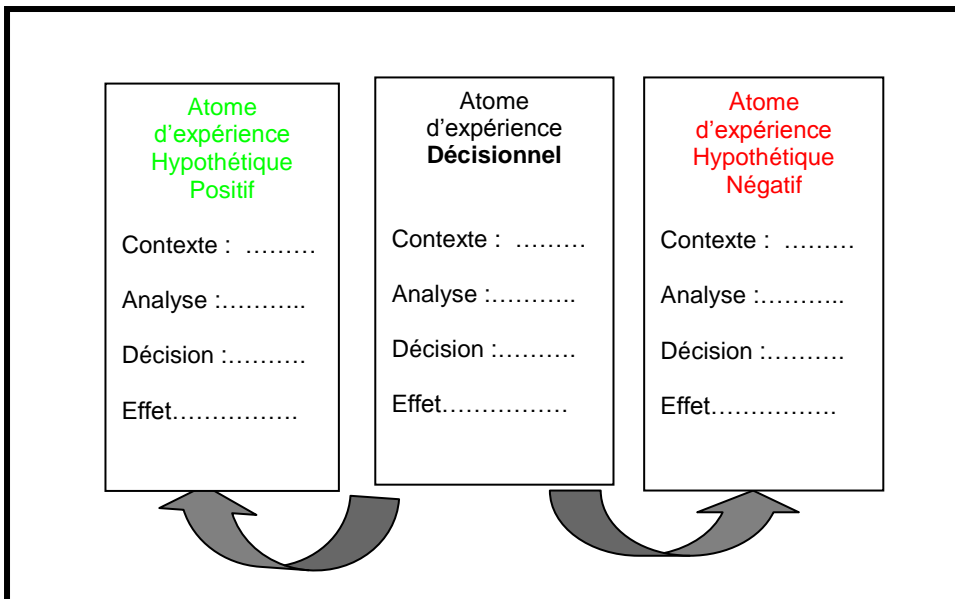 Atome
d'expérience
Hypothétique
Positif
Contexte : ………
Analyse :………..
Décision :……….
Effet…………….
Atome
d'expérience
Décisionnel
Contexte : ………
Analyse :………..
Décision :……….
Effet…………….
Atome
d'expérience
Hypothétique
Négatif
Contexte : ………
Analyse :………..
Décision :……….
Effet…………….